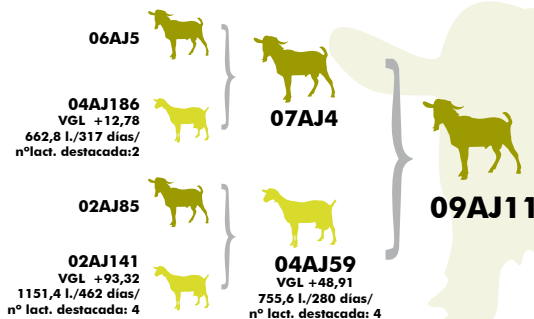 06AJ5
04AJ186
VGL +12,78
662,8 l./317 días/
nºlact. destacada:2
07AJ4
02AJ85
02AJ141
VGL +93,32
1151,4 l./462 días/
nº lact. destacada: 4
04AJ59
VGL +48,91
755,6 l./280 días/
nº lact. destacada: 4
09AJ11